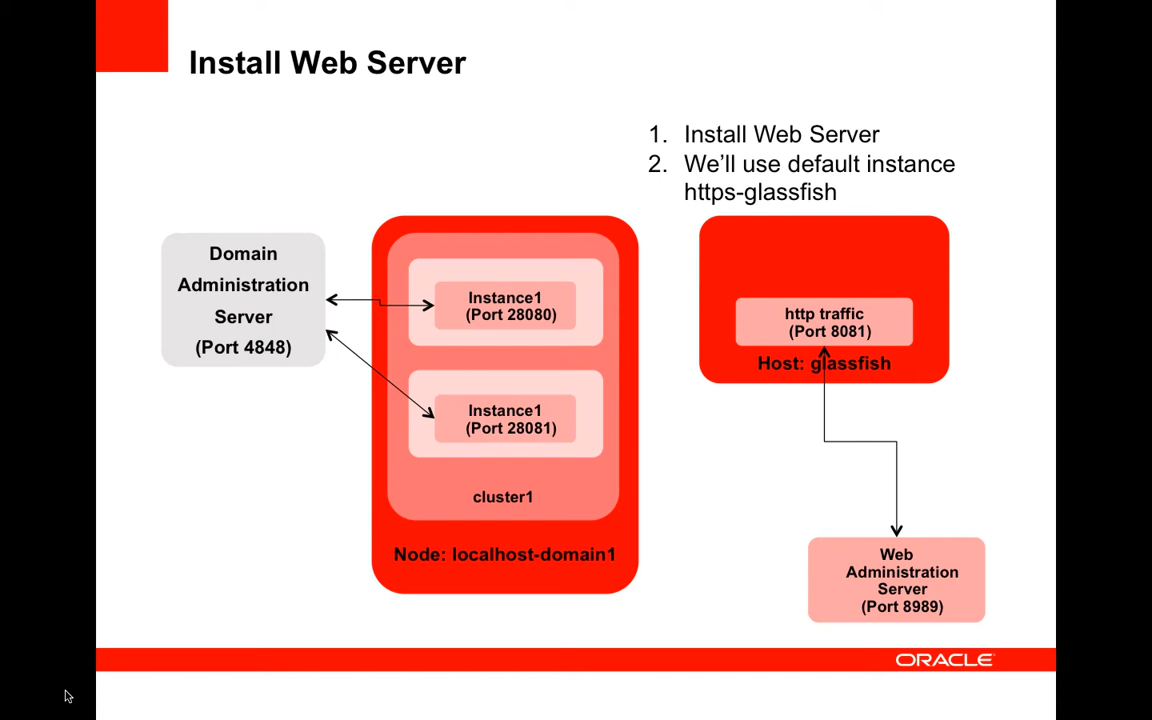 Install Web Server
1. Install Web Server
2. We’ll use default instance
https-glassfish
Domain
Administration
Server
(Port 4848)
Instance1
(Port 28080)
Instance1
(Port 28081)
cluster1
Node: localhost-domain1
http traffic
(Port 8081)
Host: glassfish
Web
Administration
Server
(Port 8989)
ORACLE